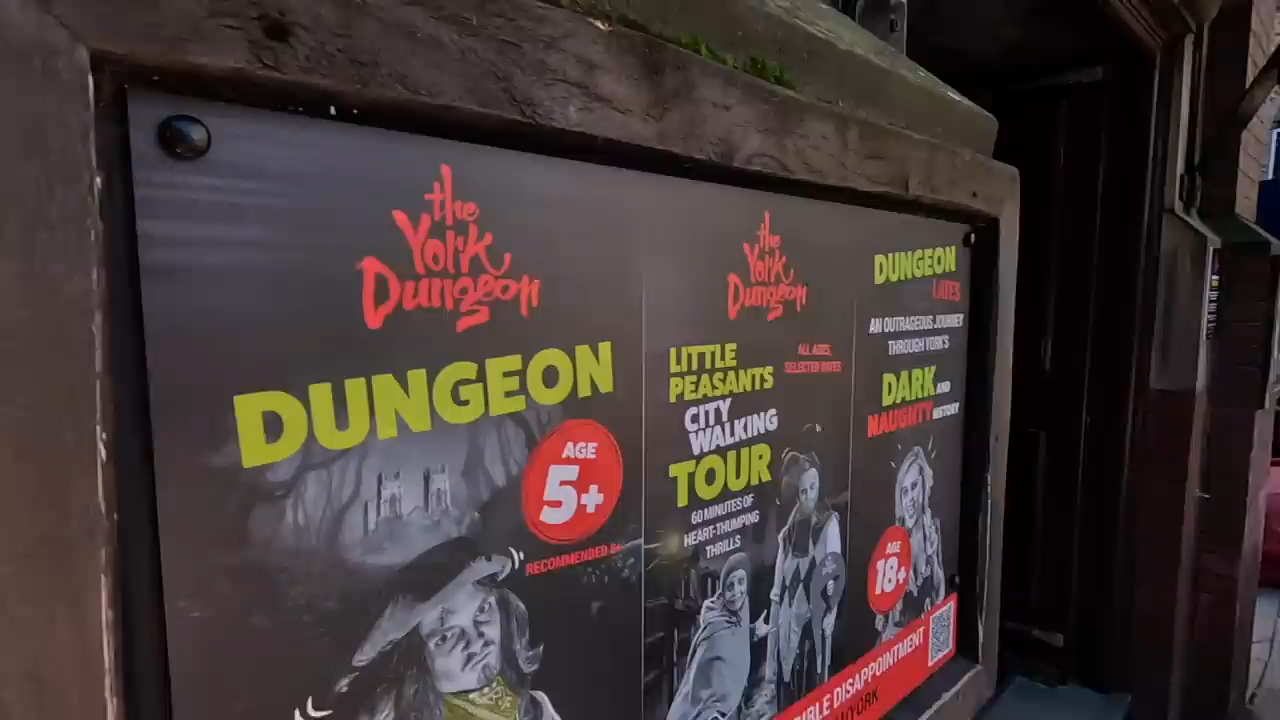 the
York
Dungeon
DUNGEON
AGE
5+
RECOMMENDED 8+
the
York
Dungeon
LITTLE
PEASANTS
CITY
WALKING
TOUR
ALL AGES,
SELECTED DATES
60 MINUTES OF
HEART-THUMPING
THRILLS
DUNGEON
LATES
AN OUTRAGEOUS JOURNEY
THROUGH YORK'S
DARK AND
NAUGHTY HISTORY
AGE
18+
DISAPPOINTMENT